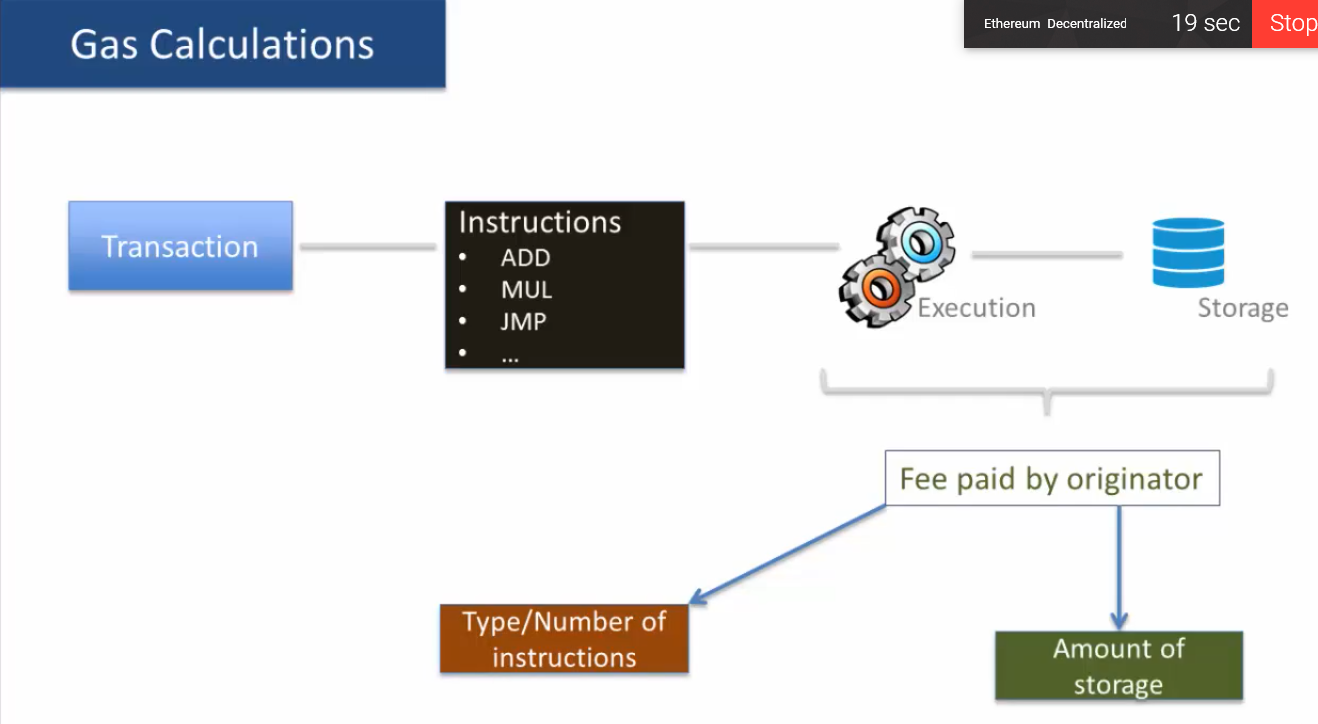 Gas Calculations
Ethereum Decentralized 19 sec Stop
Transaction
Instructions
• ADD
• MUL
• JMP
• ...
Execution
Storage
Fee paid by originator
Type/Number of
instructions
Amount of
storage